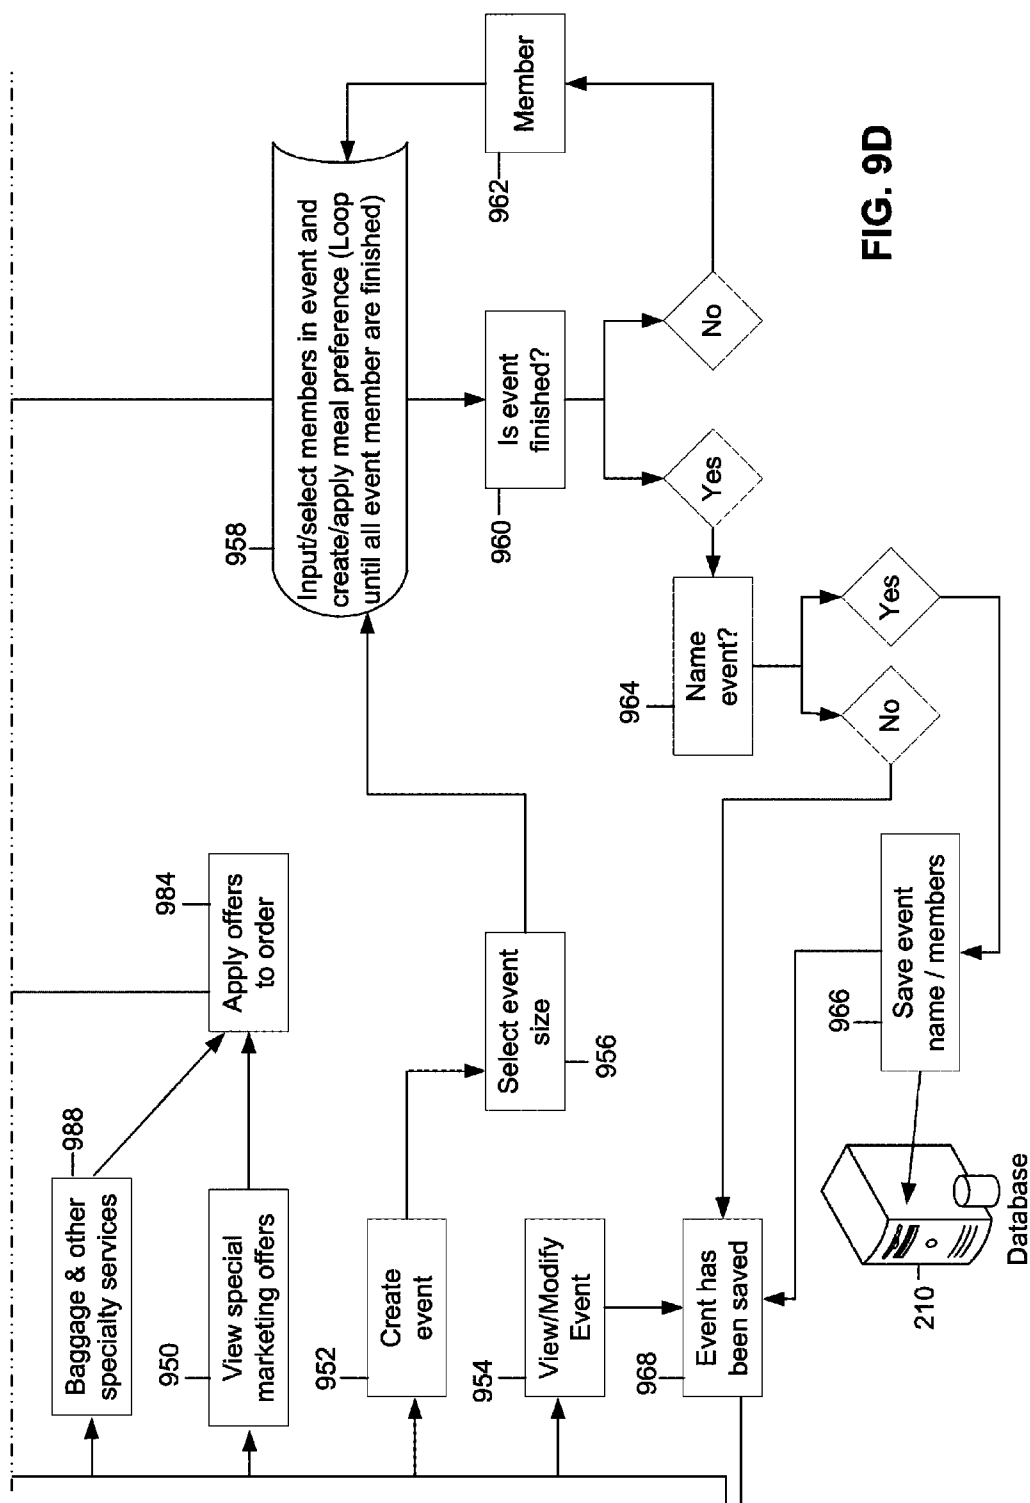 988
Baggage & other
specialty services
950
View special
marketing offers
984
Apply offers
to order
952
Create
event
954
View/Modify
Event
956
Select event
size
958
Input/select members in event and
create/apply meal preference (Loop
until all event member are finished)
960
Is event
finished?
962
Member
Yes
No
964
Name
event?
No
Yes
966
Save event
name / members
968
Event has
been saved
210
Database
FIG. 9D